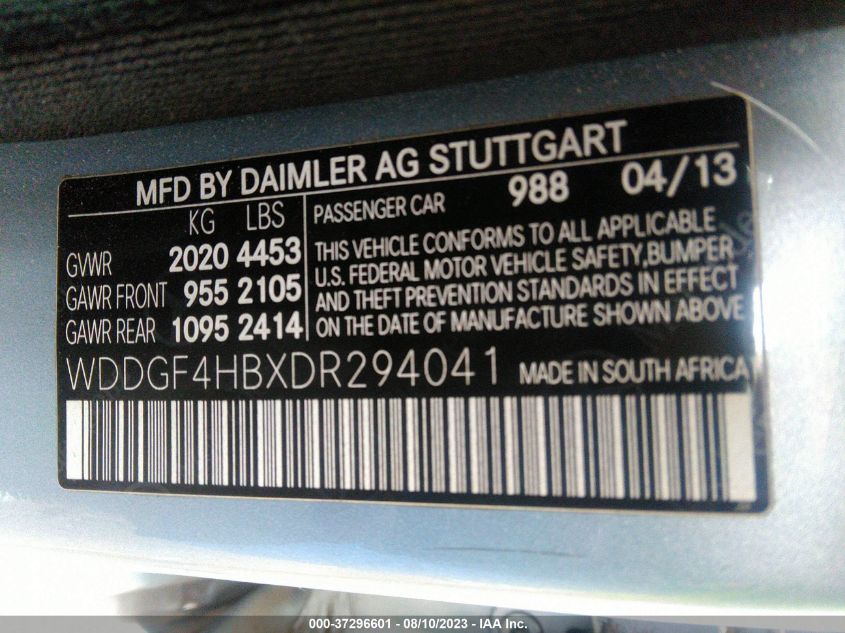 MFD BY DAIMLER AG STUTTGART
KG LBS
GVWR 2020 4453
GAWR FRONT 955 2105
GAWR REAR 1095 2414
PASSENGER CAR 988 04/13
THIS VEHICLE CONFORMS TO ALL APPLICABLE
U.S. FEDERAL MOTOR VEHICLE SAFETY,BUMPER
AND THEFT PREVENTION STANDARDS IN EFFECT
ON THE DATE OF MANUFACTURE SHOWN ABOVE
WDDGF4HBXDR294041 MADE IN SOUTH AFRICA
000-37296601 - 08/10/2023 - IAA Inc.